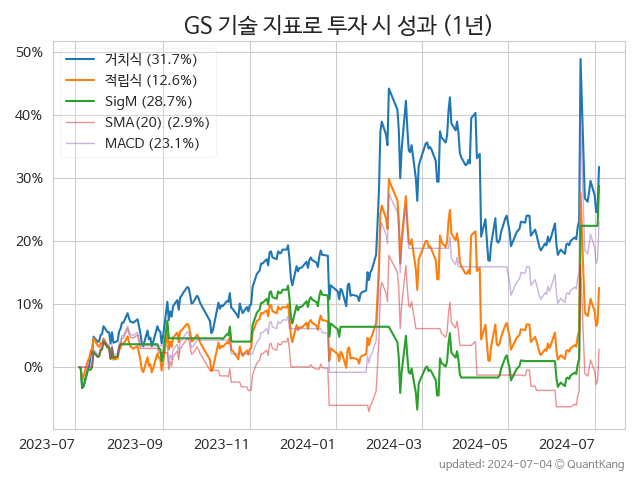 GS 기술 지표로 투자 시 성과 (1년)
거치식 (31.7%)
적립식 (12.6%)
SigM (28.7%)
SMA(20) (2.9%)
MACD (23.1%)
50%
40%
30%
20%
10%
0%
2023-07 2023-09 2023-11 2024-01 2024-03 2024-05 2024-07
updated: 2024-07-04 © QuantKang